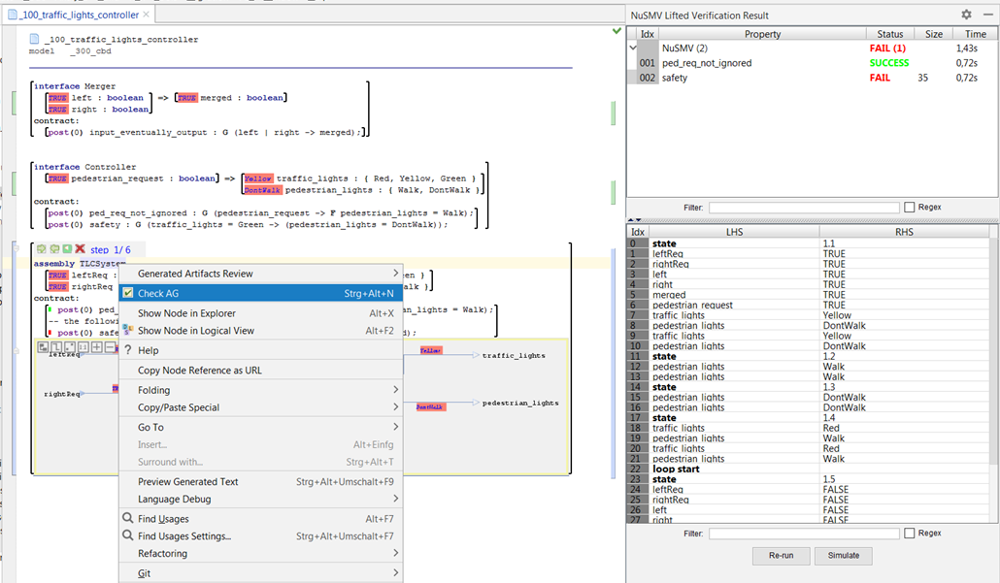 _100_traffic_lights_controller
_100_traffic_lights_controller
model _300_cbd
interface Merger
TRUE left : boolean => TRUE merged : boolean
TRUE right : boolean
contract:
post(0) input_eventually_output : G (left | right -> merged);
interface Controller
TRUE pedestrian_request : boolean => Yellow traffic_lights : { Red, Yellow, Green }
DontWalk pedestrian_lights : { Walk, DontWalk }
contract:
post(0) ped_req_not_ignored : G (pedestrian_request -> F pedestrian_lights = Walk);
post(0) safety : G (traffic_lights = Green -> (pedestrian_lights = DontWalk));
step 1/6
assembly TLCSystem
TRUE leftReq : een }
TRUE rightReq lk }
contract:
post(0) ped_ an_lights = Walk);
-- the followi
post(0) safe d);
leftReq Yellow traffic_lights
rightReq DontWalk pedestrian_lights
Generated Artifacts Review
Check AG Strg+Alt+N
Show Node in Explorer Alt+X
Show Node in Logical View Alt+F2
? Help
Copy Node Reference as URL
Folding
Copy/Paste Special
Go To
Insert... Alt+Einfg
Surround with... Strg+Alt+T
Preview Generated Text Strg+Alt+Umschalt+F9
Language Debug
Find Usages Alt+F7
Find Usages Settings... Strg+Alt+Umschalt+F7
Refactoring
Git
NuSMV Lifted Verification Result
Idx Property Status Size Time
NuSMV (2) FAIL (1) 1,43s
001 ped_req_not_ignored SUCCESS 0,72s
002 safety FAIL 35 0,72s
Filter: Regex
Idx LHS RHS
0 state 1.1
1 leftReq TRUE
2 rightReq TRUE
3 left TRUE
4 right TRUE
5 merged TRUE
6 pedestrian_request TRUE
7 traffic_lights Yellow
8 pedestrian_lights DontWalk
9 traffic_lights Yellow
10 pedestrian_lights DontWalk
11 state 1.2
12 pedestrian_lights Walk
13 pedestrian_lights Walk
14 state 1.3
15 pedestrian_lights DontWalk
16 pedestrian_lights DontWalk
17 state 1.4
18 traffic_lights Red
19 pedestrian_lights Walk
20 traffic_lights Red
21 pedestrian_lights Walk
22 loop start
23 state 1.5
24 leftReq FALSE
25 rightReq FALSE
26 left FALSE
27 right FALSE
Filter: Regex
Re-run Simulate